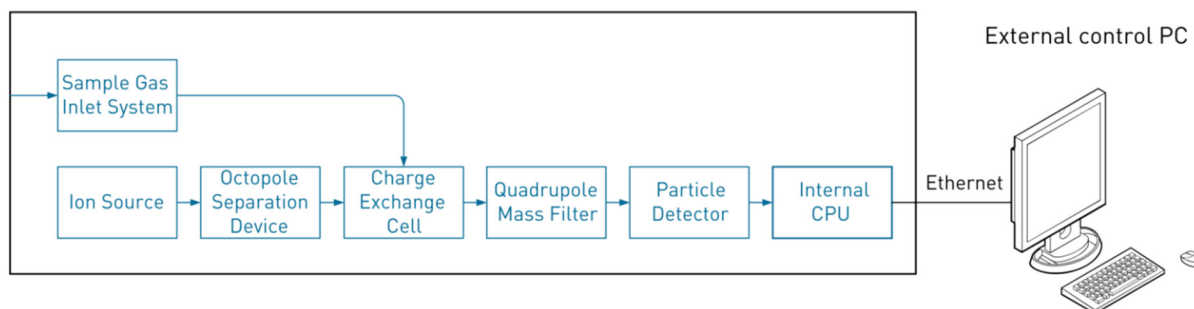 External control PC
Sample Gas
Inlet System
Ion Source
Octopole
Separation
Device
Charge
Exchange
Cell
Quadrupole
Mass Filter
Particle
Detector
Internal
CPU
Ethernet